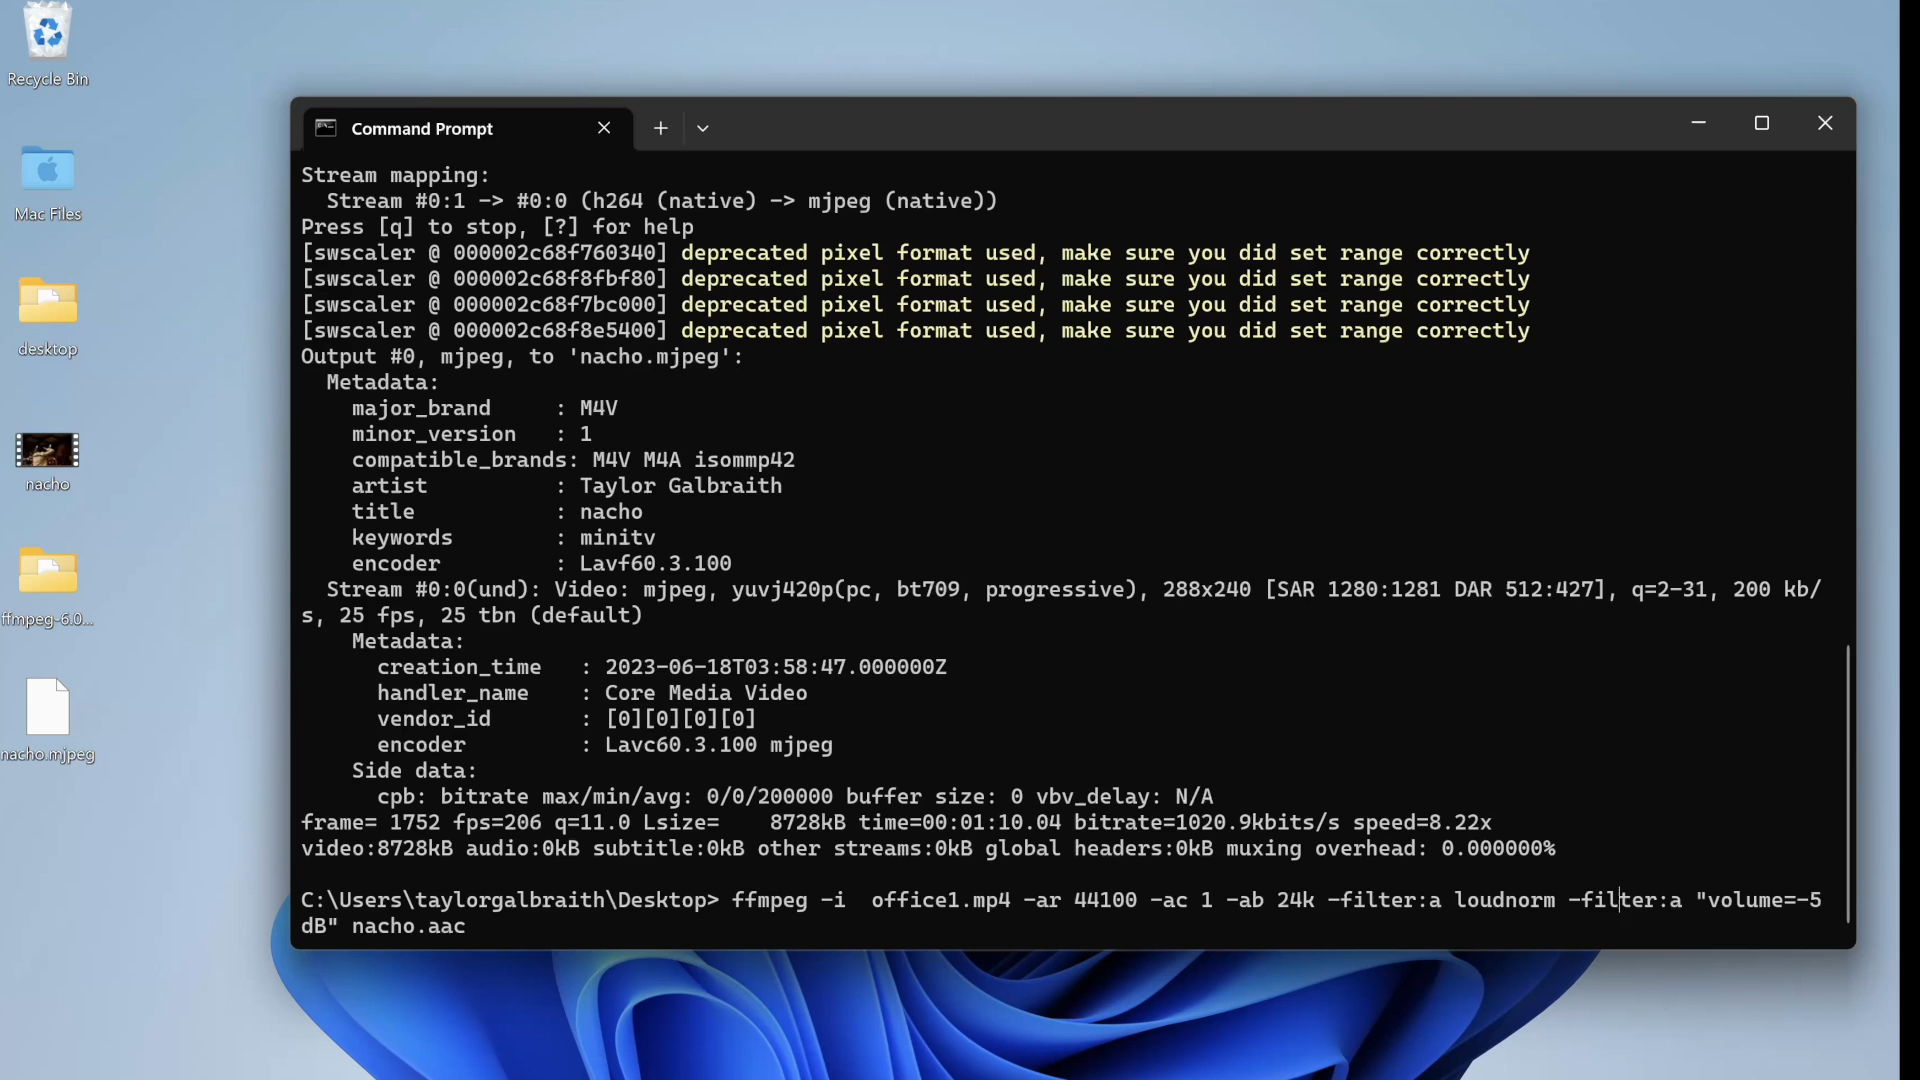 Recycle Bin
Mac Files
desktop
nacho
ffmpeg-6.0...
nacho.mjpeg
Command Prompt
Stream mapping:
  Stream #0:1 -> #0:0 (h264 (native) -> mjpeg (native))
Press [q] to stop, [?] for help
[swscaler @ 000002c68f760340] deprecated pixel format used, make sure you did set range correctly
[swscaler @ 000002c68f8fbf80] deprecated pixel format used, make sure you did set range correctly
[swscaler @ 000002c68f7bc000] deprecated pixel format used, make sure you did set range correctly
[swscaler @ 000002c68f8e5400] deprecated pixel format used, make sure you did set range correctly
Output #0, mjpeg, to 'nacho.mjpeg':
  Metadata:
    major_brand     : M4V
    minor_version   : 1
    compatible_brands: M4V M4A isommp42
    artist          : Taylor Galbraith
    title           : nacho
    keywords        : minitv
    encoder         : Lavf60.3.100
  Stream #0:0(und): Video: mjpeg, yuvj420p(pc, bt709, progressive), 288x240 [SAR 1280:1281 DAR 512:427], q=2-31, 200 kb/
s, 25 fps, 25 tbn (default)
    Metadata:
      creation_time   : 2023-06-18T03:58:47.000000Z
      handler_name    : Core Media Video
      vendor_id       : [0][0][0][0]
      encoder         : Lavc60.3.100 mjpeg
    Side data:
      cpb: bitrate max/min/avg: 0/0/200000 buffer size: 0 vbv_delay: N/A
frame= 1752 fps=206 q=11.0 Lsize=    8728kB time=00:01:10.04 bitrate=1020.9kbits/s speed=8.22x
video:8728kB audio:0kB subtitle:0kB other streams:0kB global headers:0kB muxing overhead: 0.000000%
C:\Users\taylorgalbraith\Desktop> ffmpeg -i  office1.mp4 -ar 44100 -ac 1 -ab 24k -filter:a loudnorm -filter:a "volume=-5
dB" nacho.aac